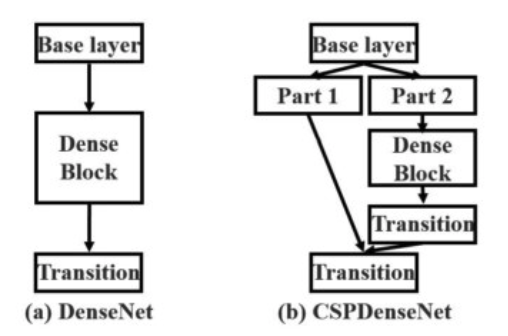 Base layer
Dense
Block
Transition
(a) DenseNet
Base layer
Part 1
Part 2
Dense
Block
Transition
Transition
(b) CSPDenseNet